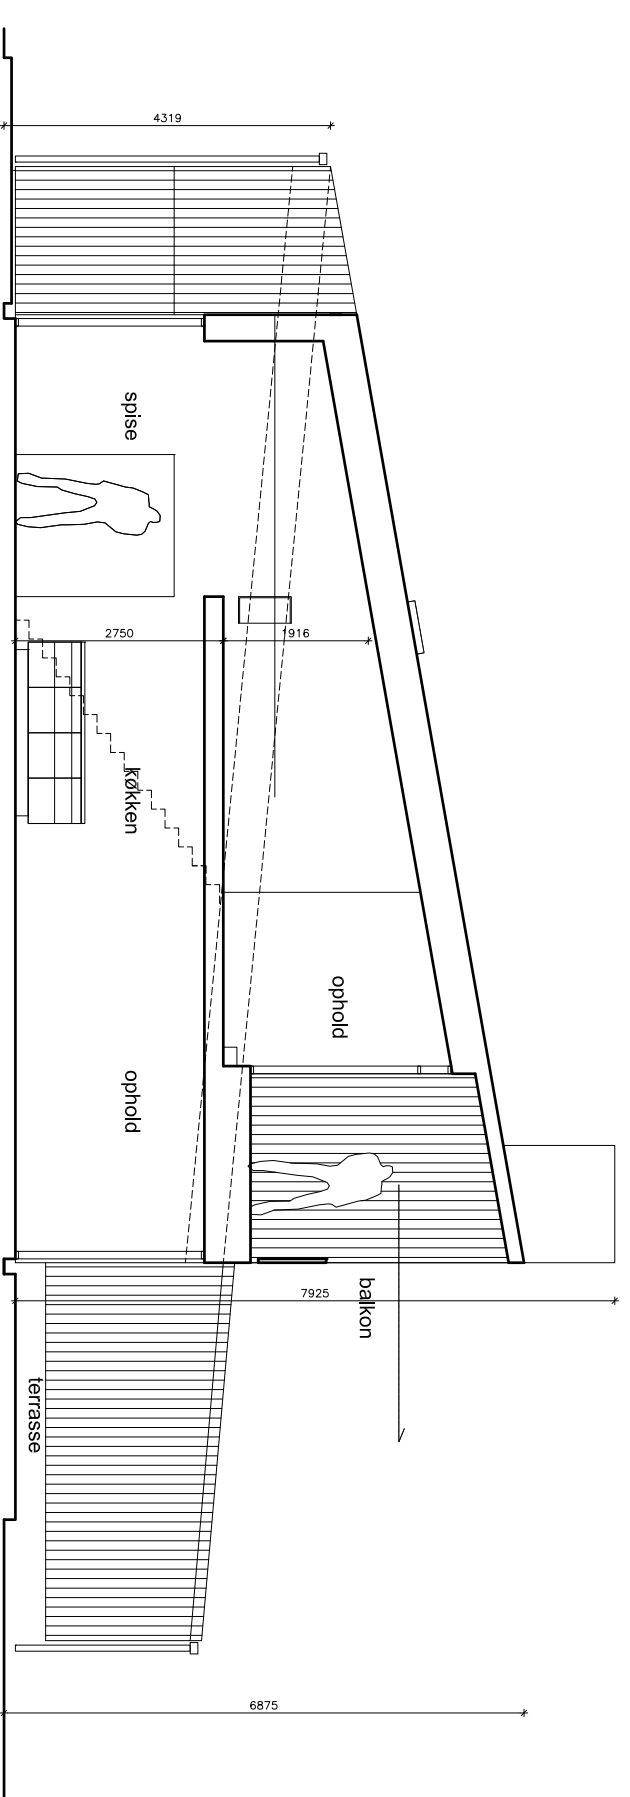 4319
spise
2750
1916
køkken
ophold
ophold
balkon
7925
terrasse
6875